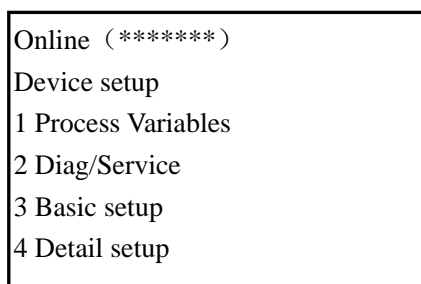 Online（*******）
Device setup
1 Process Variables
2 Diag/Service
3 Basic setup
4 Detail setup